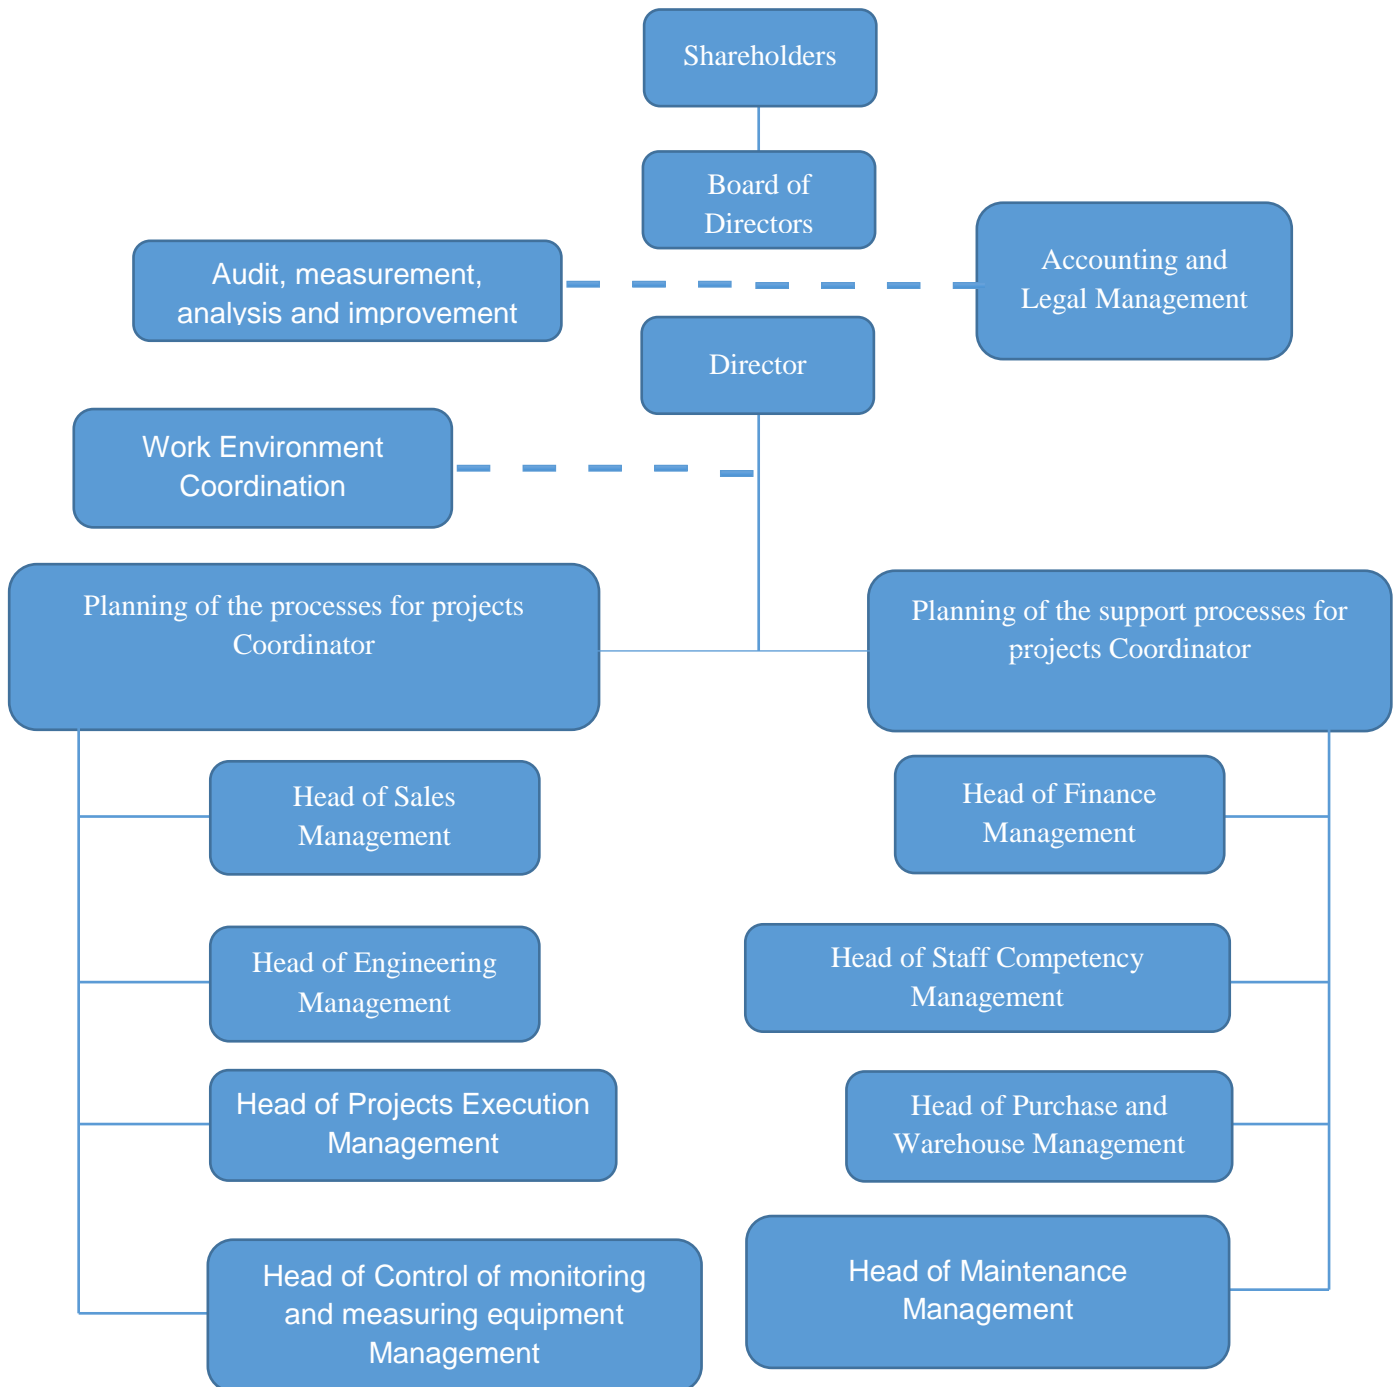 Shareholders
Board of
Directors
Accounting and
Legal Management
Audit, measurement,
analysis and improvement
Director
Work Environment
Coordination
Planning of the processes for projects
Coordinator
Planning of the support processes for
projects Coordinator
Head of Sales
Management
Head of Finance
Management
Head of Engineering
Management
Head of Staff Competency
Management
Head of Projects Execution
Management
Head of Purchase and
Warehouse Management
Head of Control of monitoring
and measuring equipment
Management
Head of Maintenance
Management